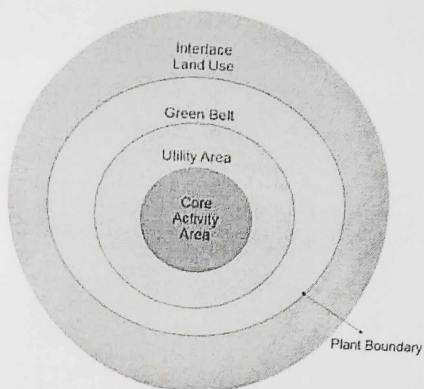 Interface
Land Use
Green Belt
Utility Area
Core
Activity
Area
Plant Boundary